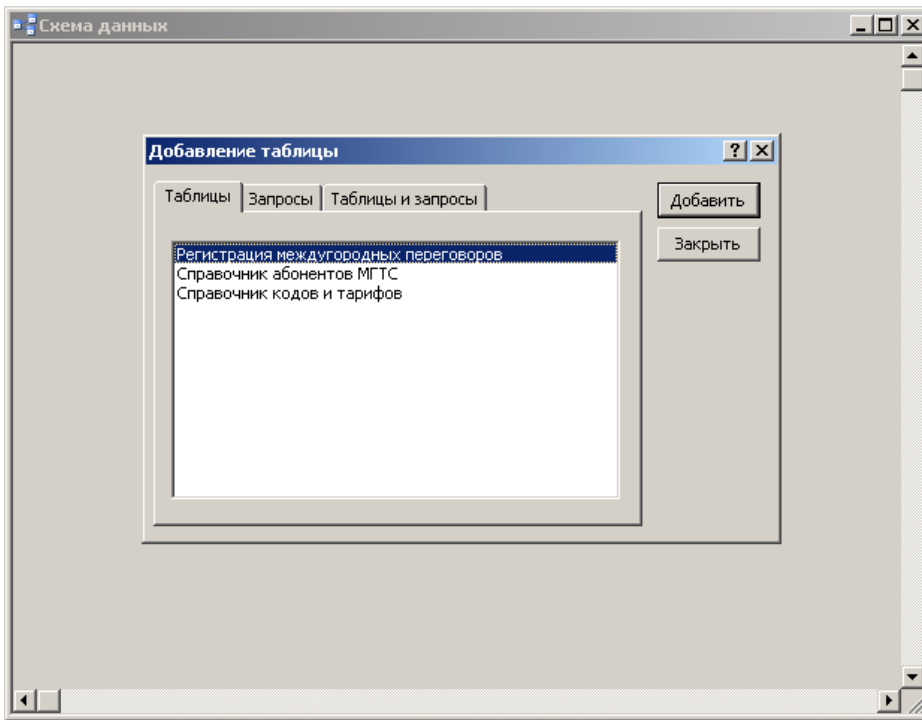 Схема данных
Добавление таблицы
Таблицы
Запросы
Таблицы и запросы
Добавить
Закрыть
Регистрация междугородных переговоров
Справочник абонентов МГТС
Справочник кодов и тарифов